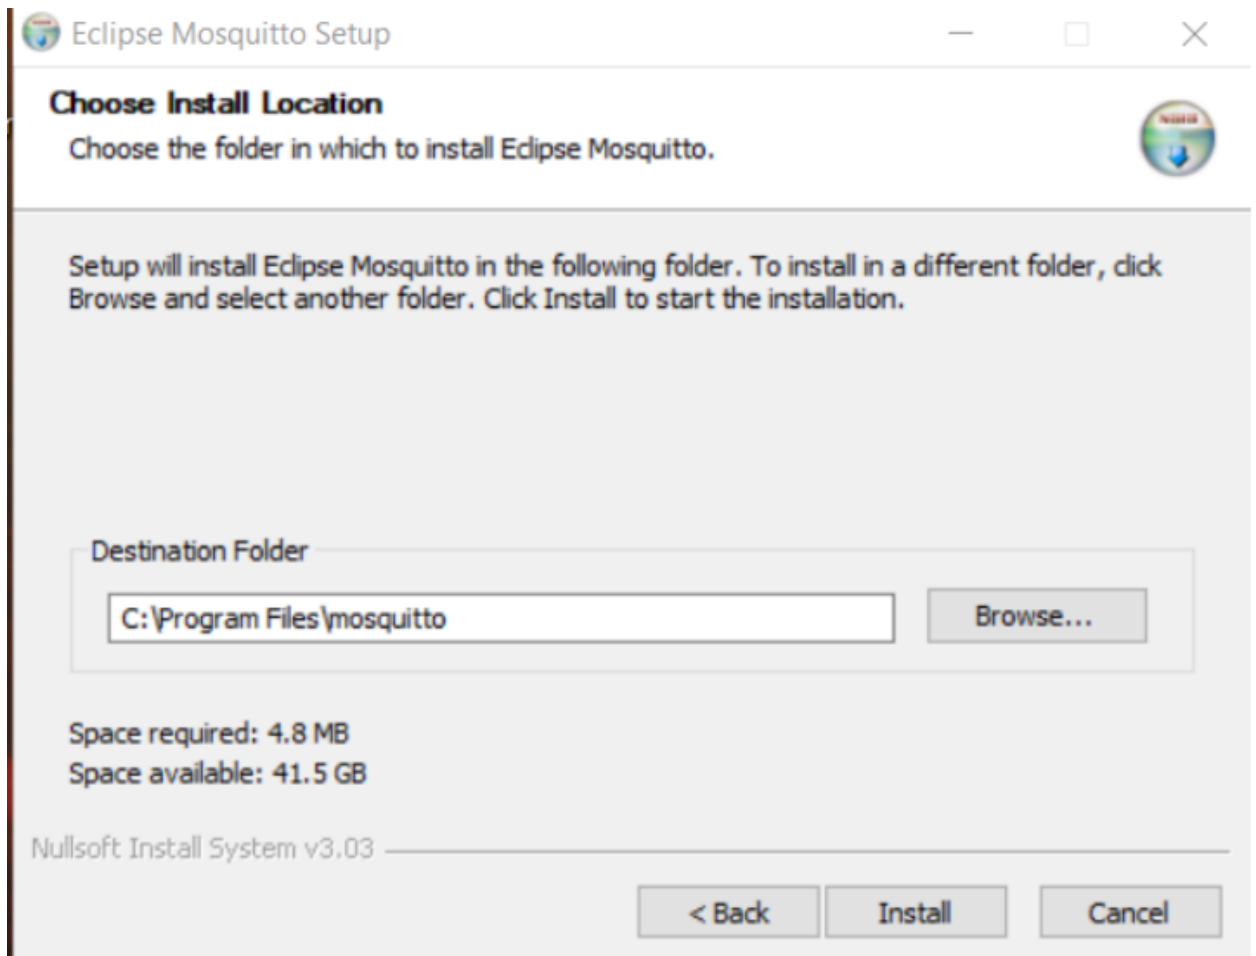 Eclipse Mosquitto Setup
Choose Install Location
Choose the folder in which to install Eclipse Mosquitto.
Setup will install Eclipse Mosquitto in the following folder. To install in a different folder, click
Browse and select another folder. Click Install to start the installation.
Destination Folder
C:\Program Files\mosquitto
Browse...
Space required: 4.8 MB
Space available: 41.5 GB
Nullsoft Install System v3.03
< Back
Install
Cancel